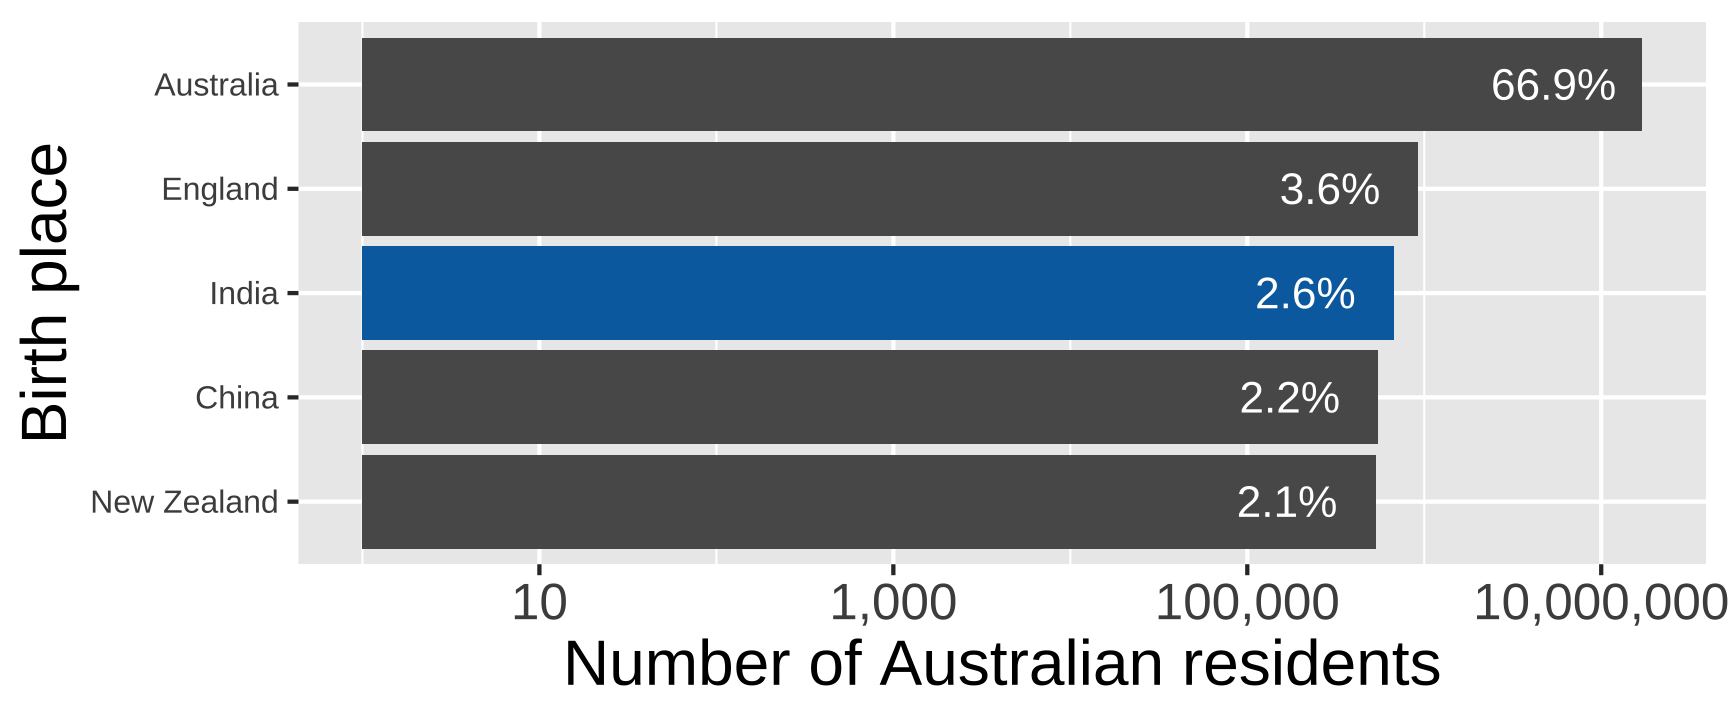 Birth place
Australia 66.9%
England 3.6%
India 2.6%
China 2.2%
New Zealand 2.1%
10 1,000 100,000 10,000,000
Number of Australian residents